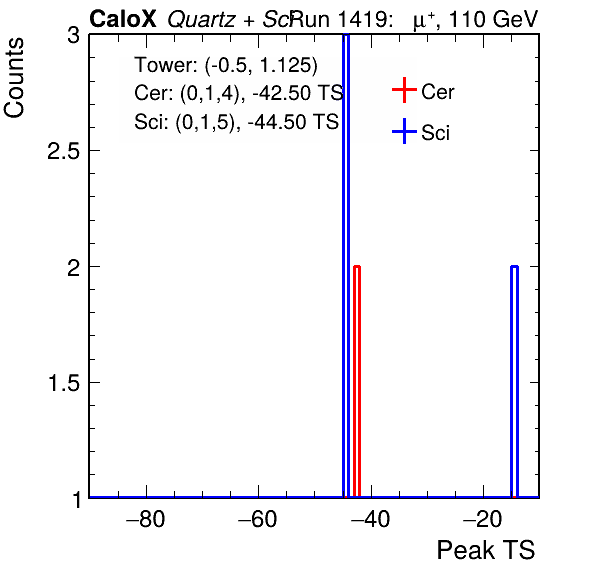 CaloX Quartz + Sci Run 1419: μ+, 110 GeV
Counts
3
2.5
2
1.5
1
Tower: (-0.5, 1.125)
Cer: (0,1,4), -42.50 TS
Sci: (0,1,5), -44.50 TS
Cer
Sci
−80 −60 −40 −20
Peak TS